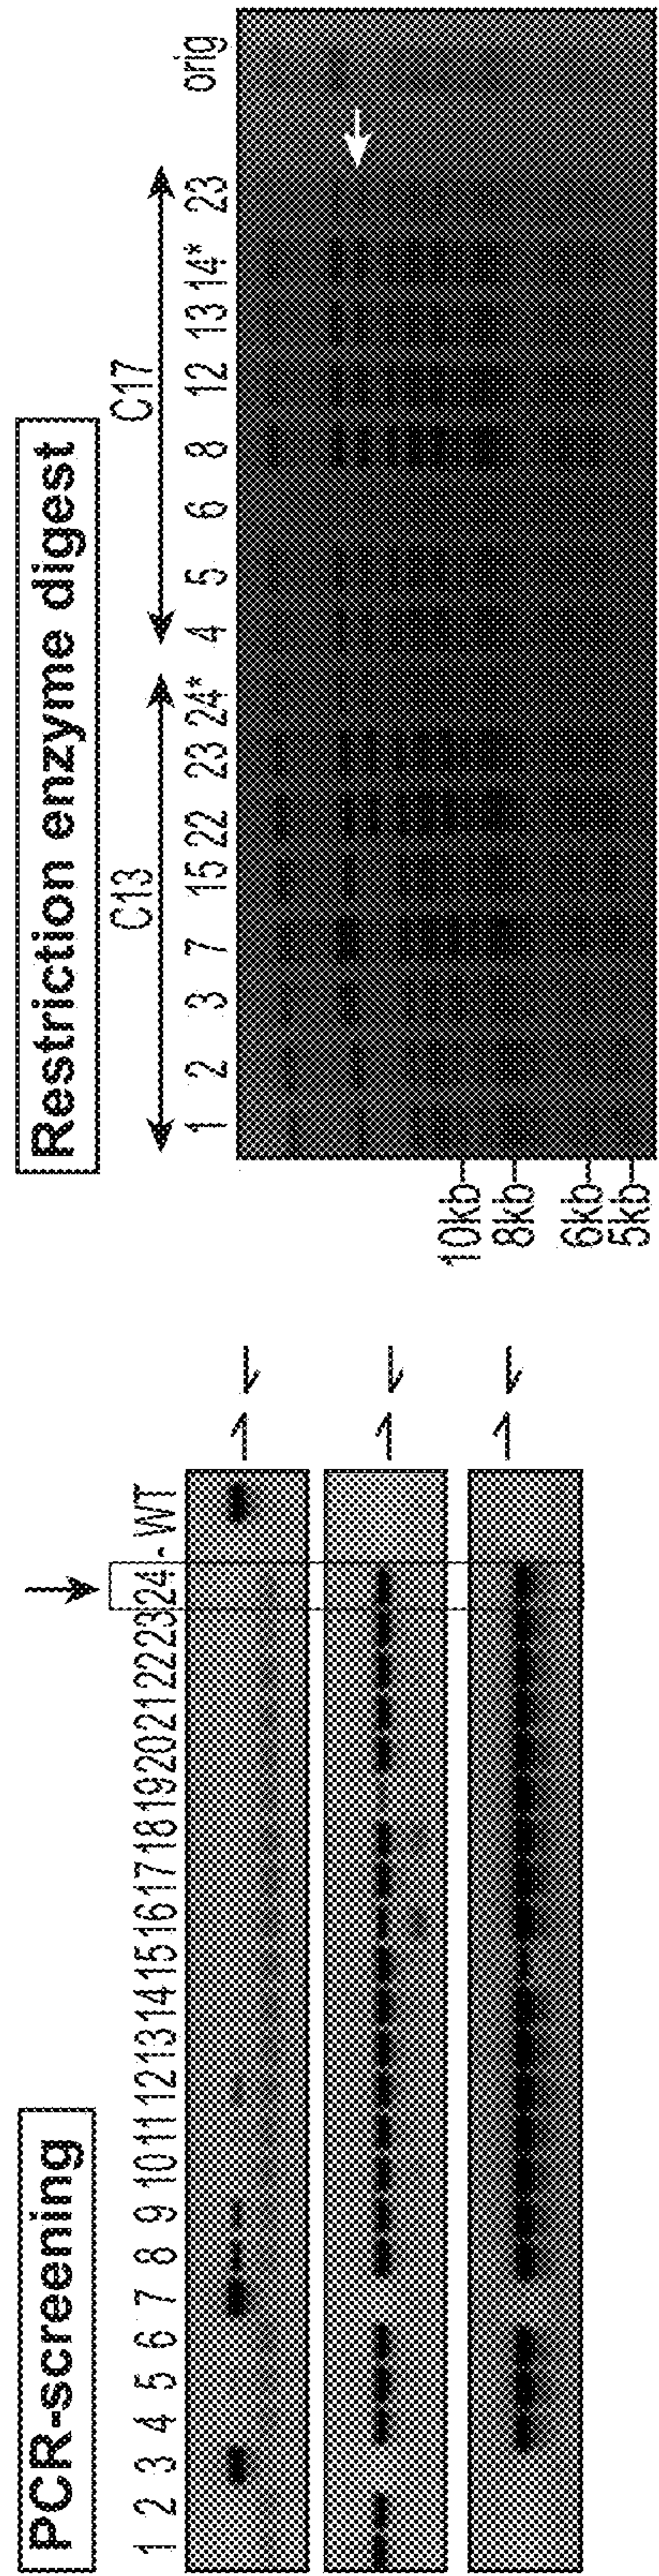 PCR-screening
1 2 3 4 5 6 7 8 9 10 11 12 13 14 15 16 17 18 19 20 21 22 23 24 - WT
Restriction enzyme digest
C13 C17
1 2 3 7 15 22 23 24* 4 5 6 8 12 13 14* 23 orig
10kb
8kb
6kb
5kb